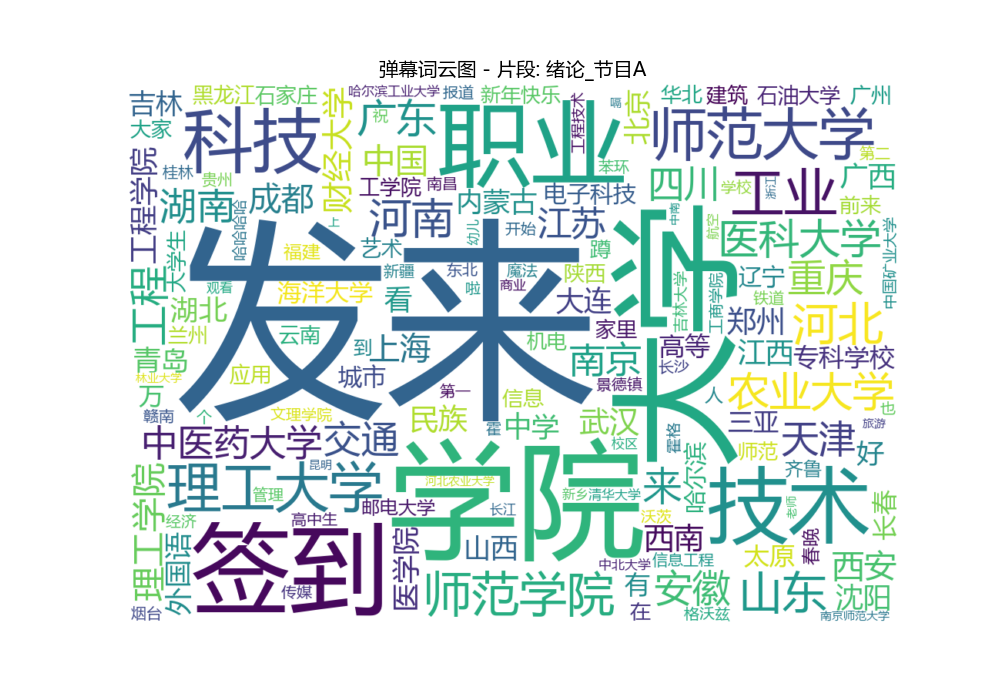 弹幕词云图 - 片段: 绪论_节目A
吉林 黑龙江 石家庄 哈尔滨工业大学 报道 新年快乐 工程技术 嗝 北京 华北 建筑 石油大学 广州
大家 科技 财经大学 广东 祝 职业 师范大学 第二
桂林 贵州 哈哈哈哈 中国 工学院 南昌 苯环 四川 学校 工业 浙江 广西
工程学院 湖南 成都 上 河南 内蒙古 电子科技 江苏 前来
大学生 福建 艺术 幼儿 开始 蹲 大学 中南 航空 医科大学 中国矿业大学
工程 湖北 观看 发来 海洋大学 新疆 看 东北 啦 魔法 商业 陕西 大连 辽宁 吉林大学 工商学院 铁道 重庆
兰州 云南 到 上海 机电 家里 郑州 河北
青岛 林业大学 应用 城市 第一 南京 景德镇 高等 长沙 江西 专科学校
万 赣南 个 文理学院 民族 信息 霍 中学 武汉 校区 霍格 人 农业大学 三亚 也 旅游
中医药大学 交通 昆明 学院 哈尔滨 师范 天津 齐鲁 好
理工学院 理工大学 管理 河北农业大学 邮电大学 长江 新乡 清华大学 来 技术 老师 长春
经济 高中生 外国语 签到 医学院 山西 沃茨 西南 太原 春晚 西安
传媒 师范学院 中北大学 信息工程 有 安徽 山东 沈阳
烟台 在 格沃兹 南京师范大学